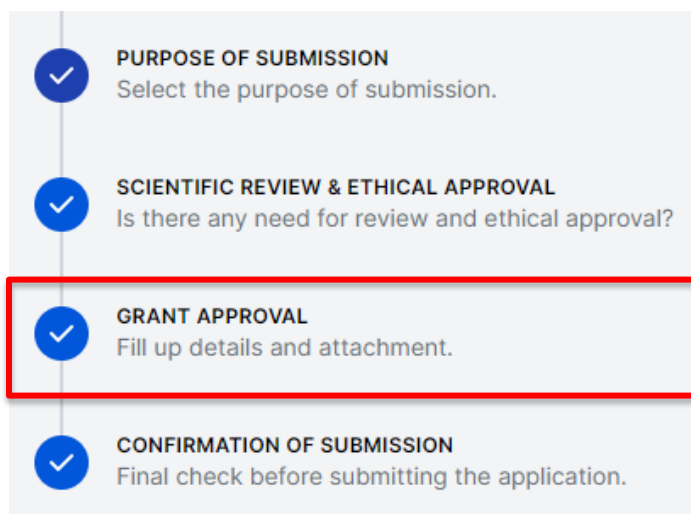 PURPOSE OF SUBMISSION
Select the purpose of submission.
SCIENTIFIC REVIEW & ETHICAL APPROVAL
Is there any need for review and ethical approval?
GRANT APPROVAL
Fill up details and attachment.
CONFIRMATION OF SUBMISSION
Final check before submitting the application.